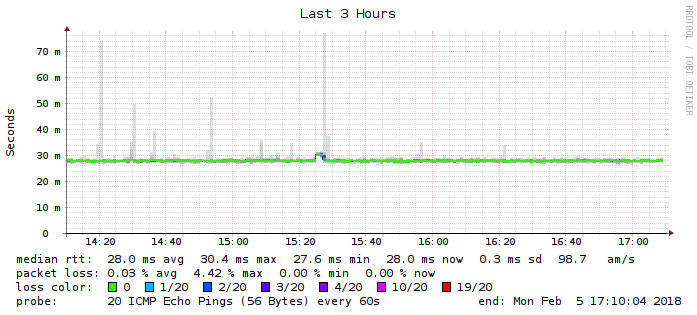 Last 3 Hours
RRDTOOL / TOBI OETIKER
Seconds
70 m
60 m
50 m
40 m
30 m
20 m
10 m
0
14:20 14:40 15:00 15:20 15:40 16:00 16:20 16:40 17:00
median rtt: 28.0 ms avg 30.4 ms max 27.6 ms min 28.0 ms now 0.3 ms sd 98.7 am/s
packet loss: 0.03 % avg 4.42 % max 0.00 % min 0.00 % now
loss color: 0 1/20 2/20 3/20 4/20 10/20 19/20
probe: 20 ICMP Echo Pings (56 Bytes) every 60s end: Mon Feb 5 17:10:04 2018